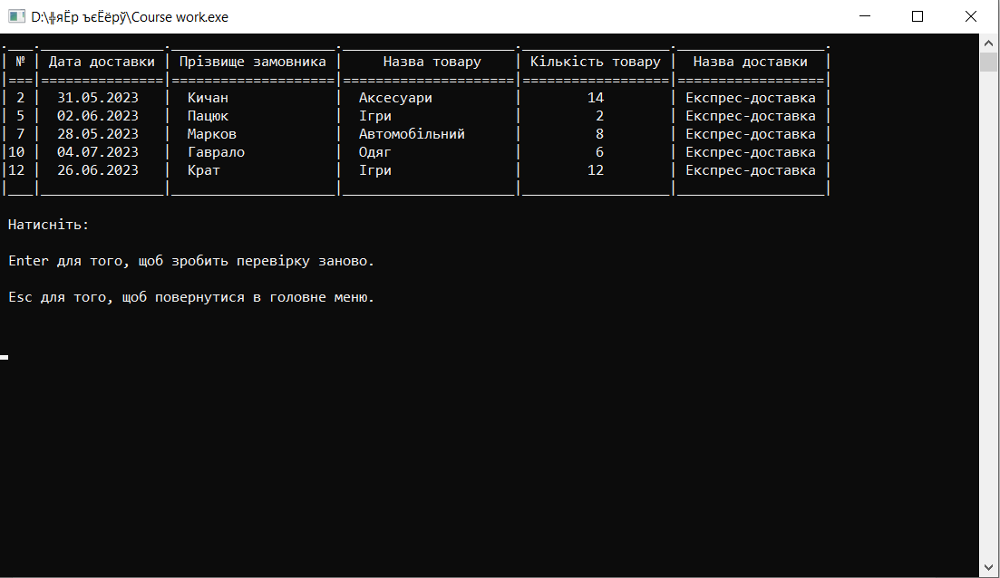 D:\╬яЁр ъєЁёрў\Course work.exe
| № | Дата доставки | Прізвище замовника | Назва товару | Кількість товару | Назва доставки |
|===|===============|====================|=====================|==================|==================|
| 2 | 31.05.2023 | Кичан | Аксесуари | 14 | Експрес-доставка |
| 5 | 02.06.2023 | Пацюк | Ігри | 2 | Експрес-доставка |
| 7 | 28.05.2023 | Марков | Автомобільний | 8 | Експрес-доставка |
|10 | 04.07.2023 | Гаврало | Одяг | 6 | Експрес-доставка |
|12 | 26.06.2023 | Крат | Ігри | 12 | Експрес-доставка |
Натисніть:
Enter для того, щоб зробить перевірку заново.
Esc для того, щоб повернутися в головне меню.